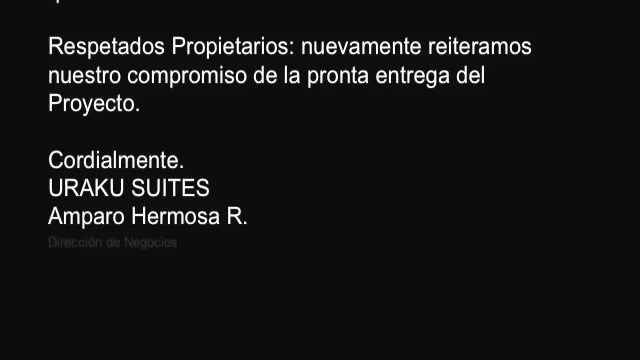 Respetados Propietarios: nuevamente reiteramos
nuestro compromiso de la pronta entrega del
Proyecto.
Cordialmente.
URAKU SUITES
Amparo Hermosa R.
Dirección de Negocios